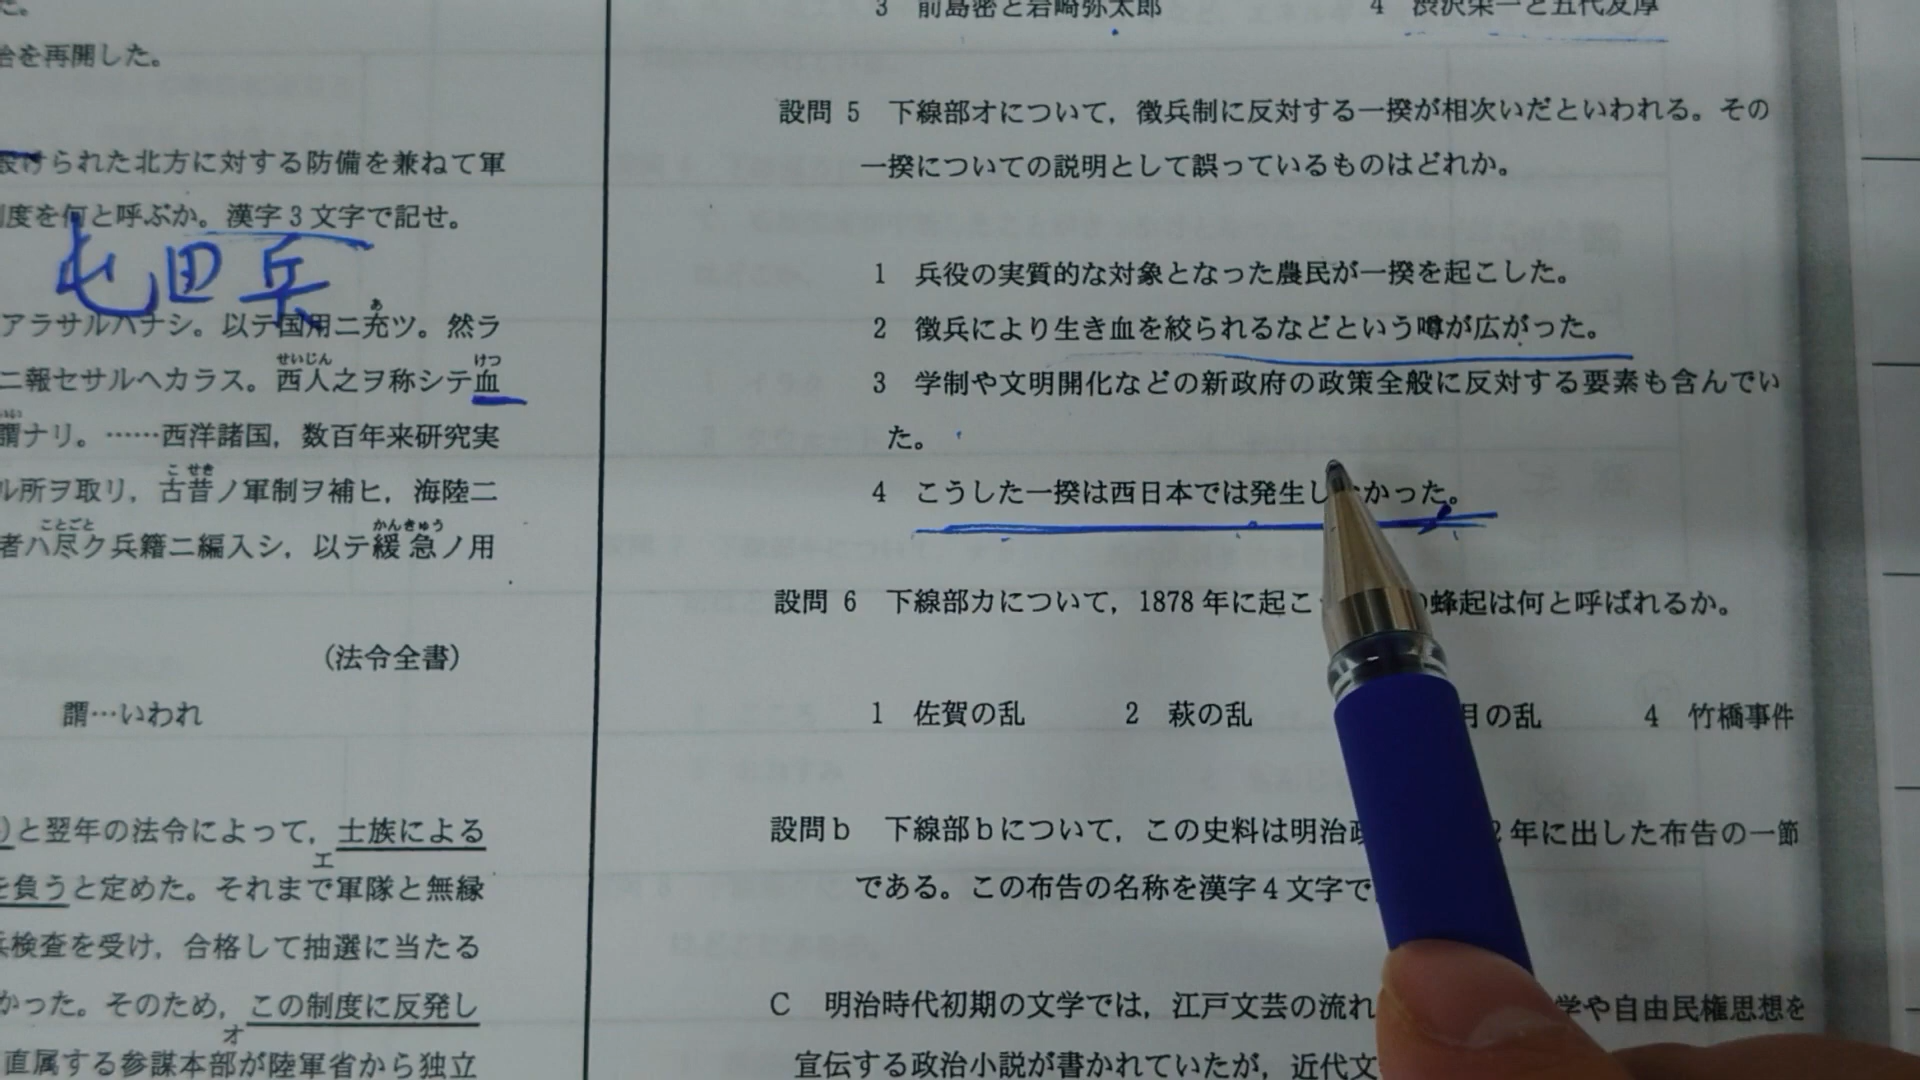 た。
治を再開した。
設けられた北方に対する防備を兼ねて軍
制度を何と呼ぶか。漢字3文字で記せ。
屯田兵
アラサルハナシ。以テ国用ニ充ツ。然ラ
ニ報セサルヘカラス。西人之ヲ称シテ血
謂ナリ。……西洋諸国，数百年来研究実
ル所ヲ取リ，古昔ノ軍制ヲ補ヒ，海陸二
者ハ尽ク兵籍ニ編入シ，以テ緩急ノ用
（法令全書）
謂…いわれ
)と翌年の法令によって，士族による
エ
を負うと定めた。それまで軍隊と無縁
兵検査を受け，合格して抽選に当たる
かった。そのため，この制度に反発し
オ
直属する参謀本部が陸軍省から独立
3 前島密と岩崎弥太郎 4 渋沢栄一と五代友厚
設問 5 下線部オについて，徴兵制に反対する一揆が相次いだといわれる。その
一揆についての説明として誤っているものはどれか。
1 兵役の実質的な対象となった農民が一揆を起こした。
2 徴兵により生き血を絞られるなどという噂が広がった。
3 学制や文明開化などの新政府の政策全般に反対する要素も含んでい
た。
4 こうした一揆は西日本では発生しなかった。
設問 6 下線部カについて，1878年に起こ の蜂起は何と呼ばれるか。
1 佐賀の乱 2 萩の乱 月の乱 4 竹橋事件
設問b 下線部bについて，この史料は明治政 2年に出した布告の一節
である。この布告の名称を漢字4文字で
C 明治時代初期の文学では，江戸文芸の流れ 学や自由民権思想を
宣伝する政治小説が書かれていたが，近代文